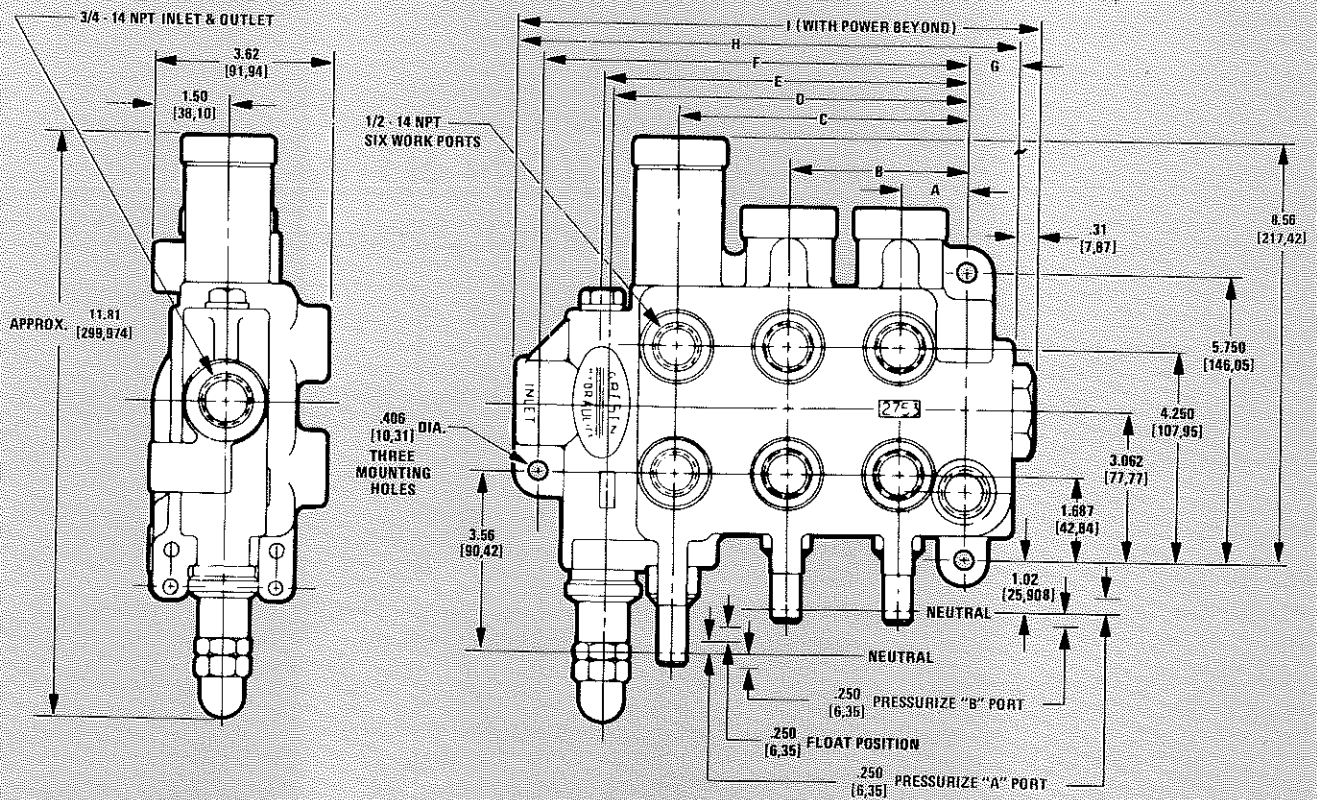 3/4 - 14 NPT INLET & OUTLET
3.62
[91,94]
1.50
[38,10]
APPROX. 11.81
[299,974]
I (WITH POWER BEYOND)
H
F
G
E
D
C
B
A
1/2 - 14 NPT
SIX WORK PORTS
8.56
[217,42]
.31
[7,87]
5.750
[146,05]
4.250
[107,95]
3.062
[77,77]
1.687
[42,84]
1.02
[25,908]
INLET
2753
.406
[10,31] DIA.
THREE
MOUNTING
HOLES
3.56
[90,42]
NEUTRAL
NEUTRAL
.250
[6,35] PRESSURIZE "B" PORT
.250
[6,35] FLOAT POSITION
.250
[6,35] PRESSURIZE "A" PORT